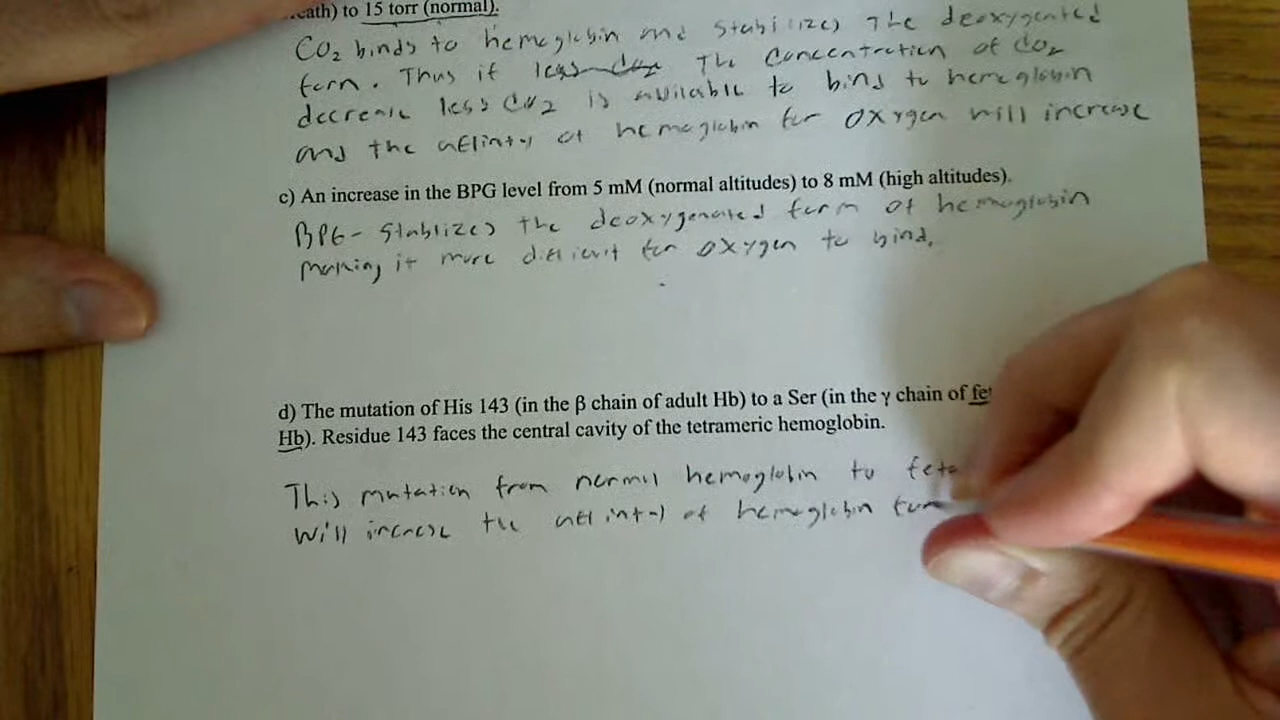 eath) to 15 torr (normal).
CO2 binds to hemoglobin and stabilizes The deoxygenated
form. Thus if less The concentration of CO2
decrease less CO2 is available to bind to hemoglobin
and the affinity of hemoglobin for oxygen will increase
c) An increase in the BPG level from 5 mM (normal altitudes) to 8 mM (high altitudes).
BPG- Stablizes the deoxygenated form of hemoglobin
making it more difficult for oxygen to bind.
d) The mutation of His 143 (in the β chain of adult Hb) to a Ser (in the γ chain of fe
Hb). Residue 143 faces the central cavity of the tetrameric hemoglobin.
This mutation from normal hemoglobin to feta
Will increase the affinity of hemoglobin